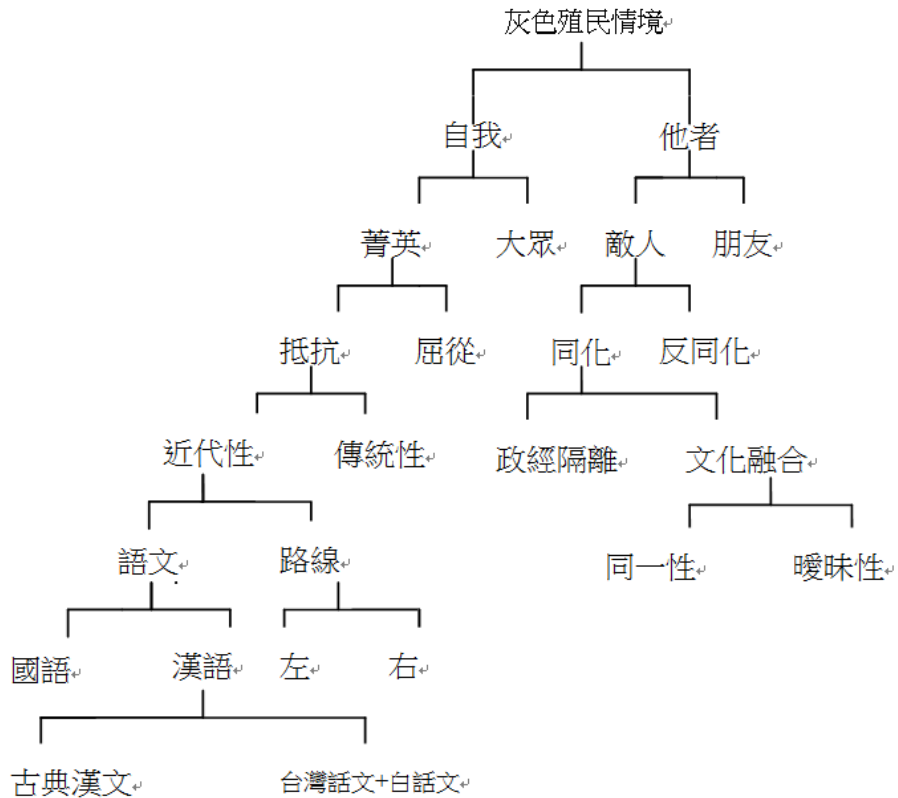 灰色殖民情境
自我 他者
菁英 大眾 敵人 朋友
抵抗 屈從 同化 反同化
近代性 傳統性 政經隔離 文化融合
語文 路線 同一性 曖昧性
國語 漢語 左 右
古典漢文 台灣話文+白話文